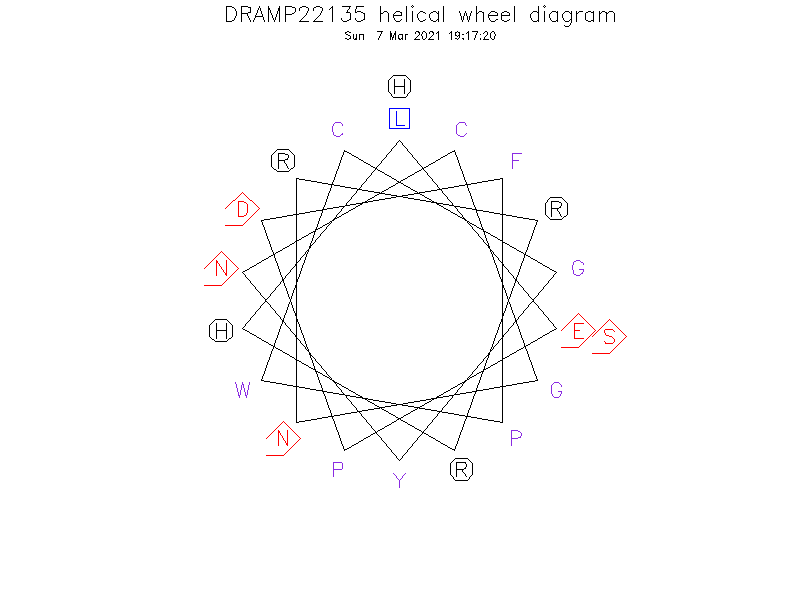 DRAMP22135 helical wheel diagram
Sun 7 Mar 2021 19:17:20
H
L
C C
R F
D R
N G
H E S
W G
N P
P R
Y